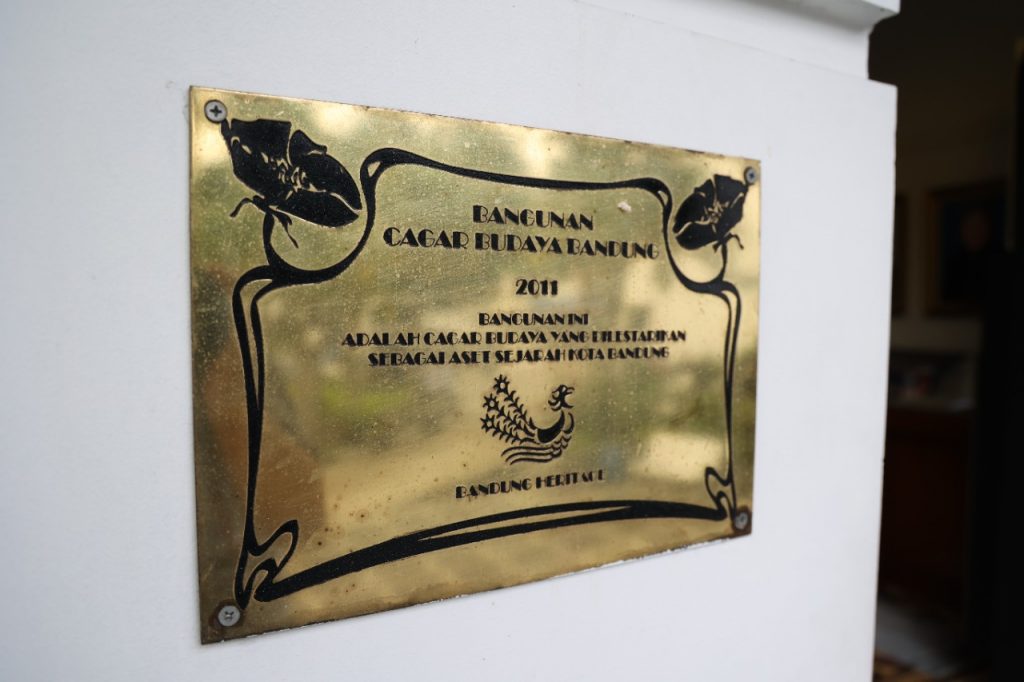 BANGUNAN
CAGAR BUDAYA BANDUNG
2011
BANGUNAN INI
ADALAH CAGAR BUDAYA YANG DILESTARIKAN
SEBAGAI ASET SEJARAH KOTA BANDUNG
BANDUNG HERITAGE